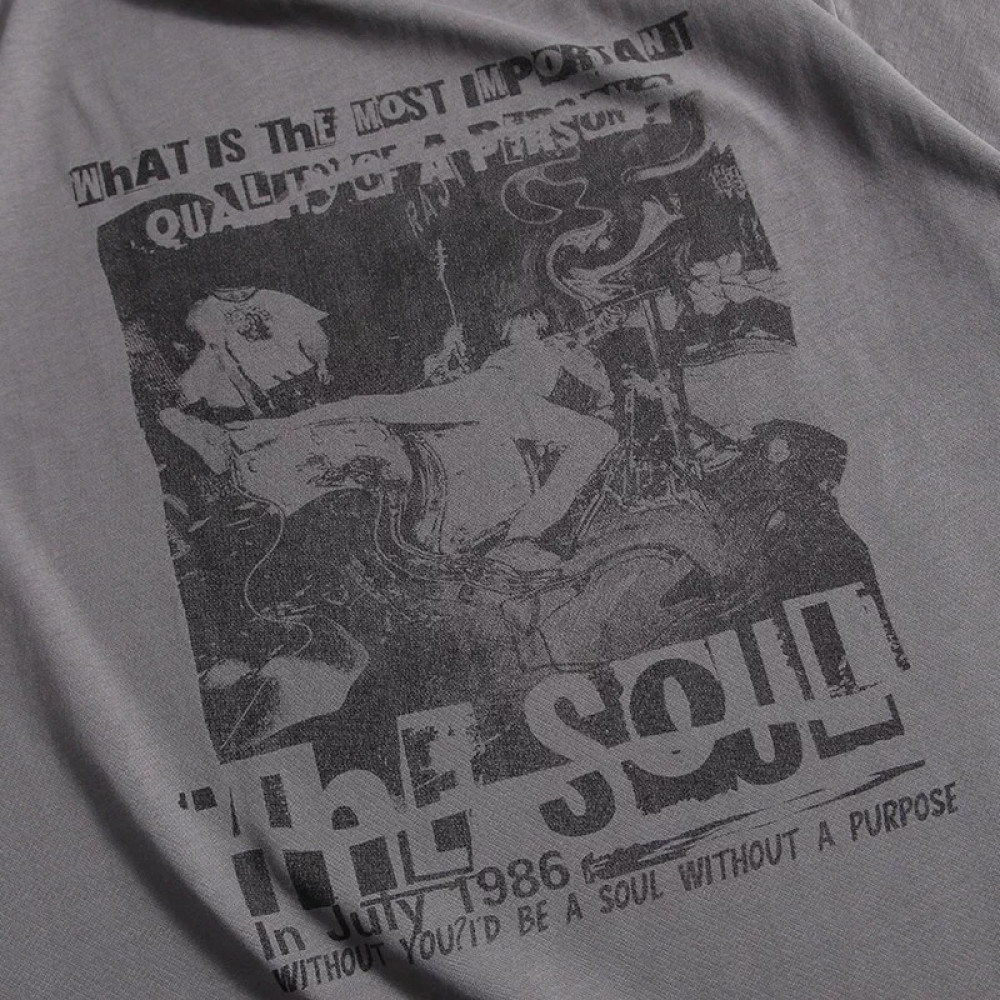 WhAT IS ThE MOST IMPORTANT
QUALITY OF A PERSON?
ThE SOUL
In July 1986
WITHOUT YOU?I'D BE A SOUL WITHOUT A PURPOSE